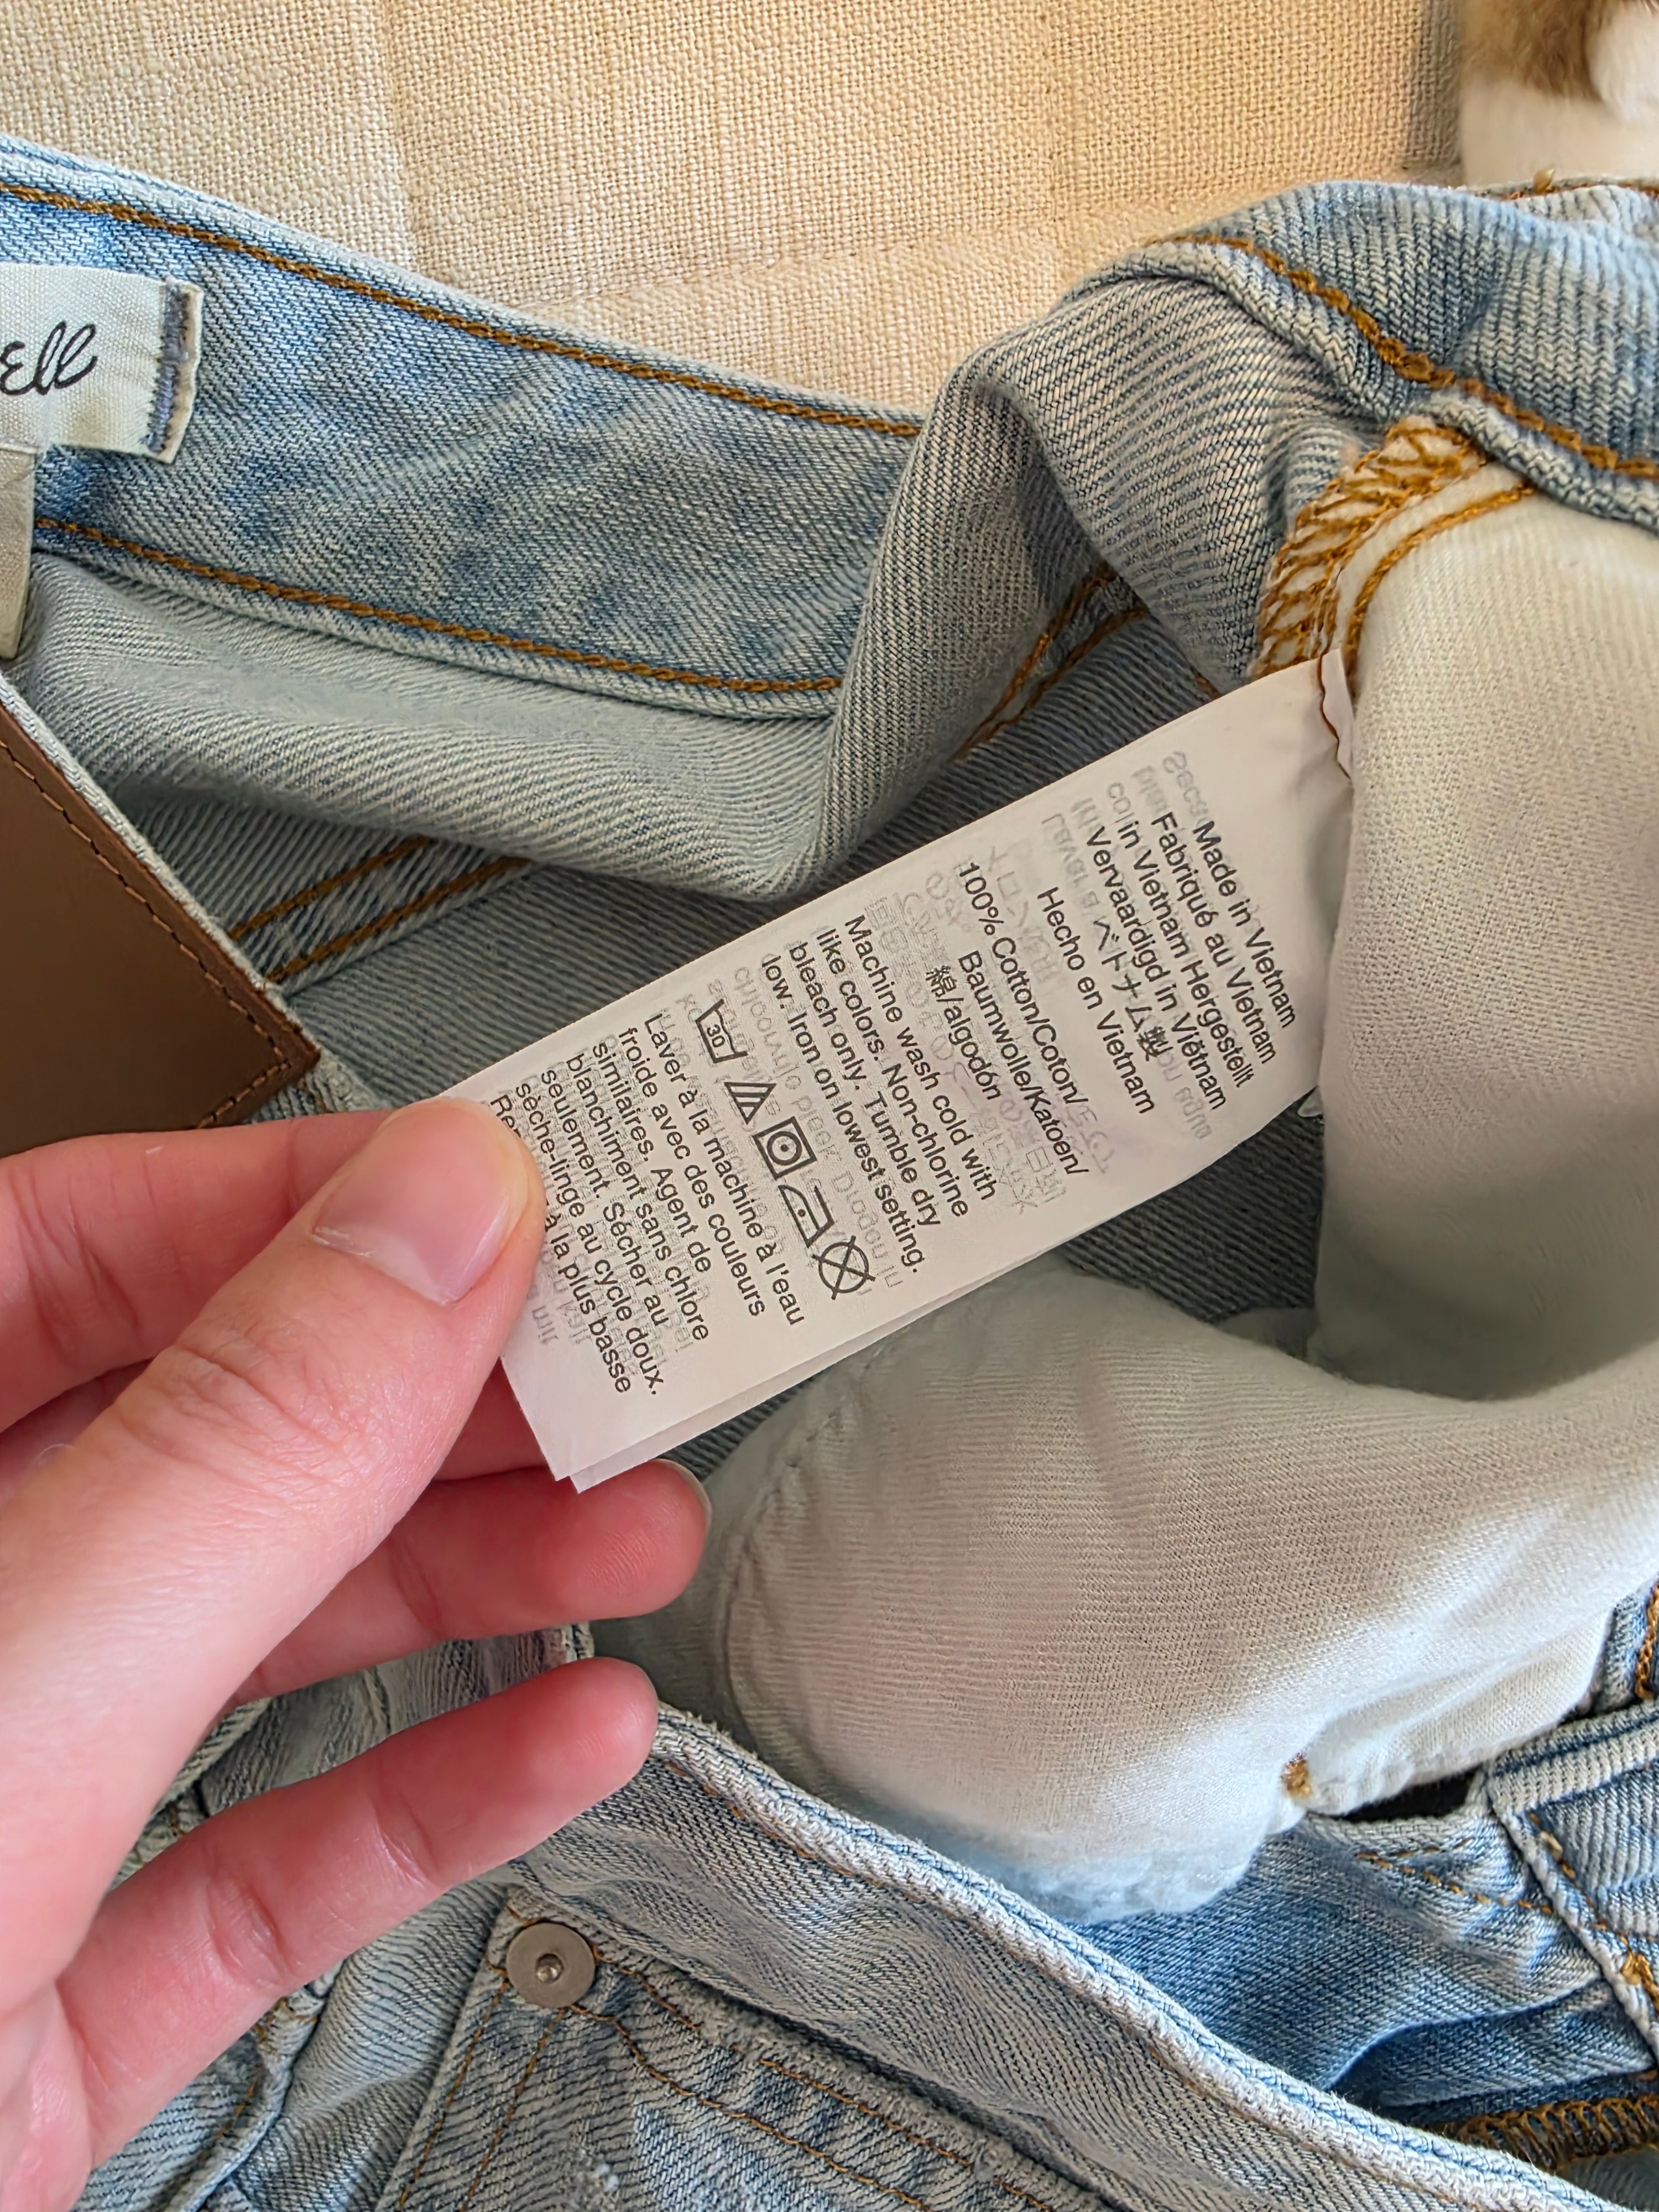 Ell
Made in Vietnam
Fabriqué au Vietnam
in Vietnam Hergestellt
Vervaardigd in Viëtnam
ベトナム製
Hecho en Vietnam
100% Cotton/Coton/
Baumwolle/Katoen/
綿/algodón
Machine wash cold with
like colors. Non-chlorine
bleach only. Tumble dry
low. Iron on lowest setting.
30
Laver à la machine à l'eau
froide avec des couleurs
similaires. Agent de
blanchiment sans chlore
seulement. Sécher au
sèche-linge au cycle doux.
à la plus basse